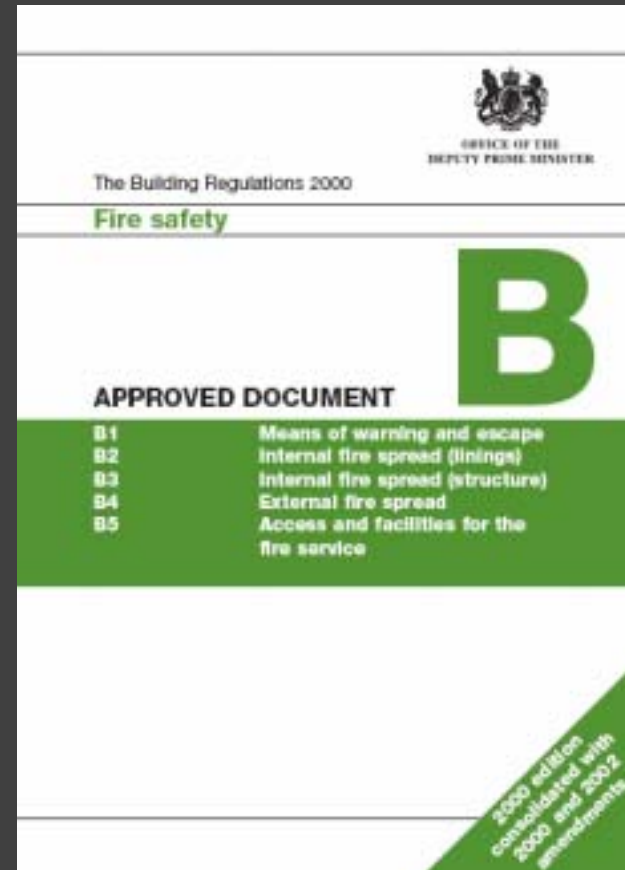 OFFICE OF THE
DEPUTY PRIME MINISTER
The Building Regulations 2000
Fire safety
B
APPROVED DOCUMENT
B1 Means of warning and escape
B2 Internal fire spread (linings)
B3 Internal fire spread (structure)
B4 External fire spread
B5 Access and facilities for the
fire service
2000 edition
consolidated with
2000 and 2002
amendments